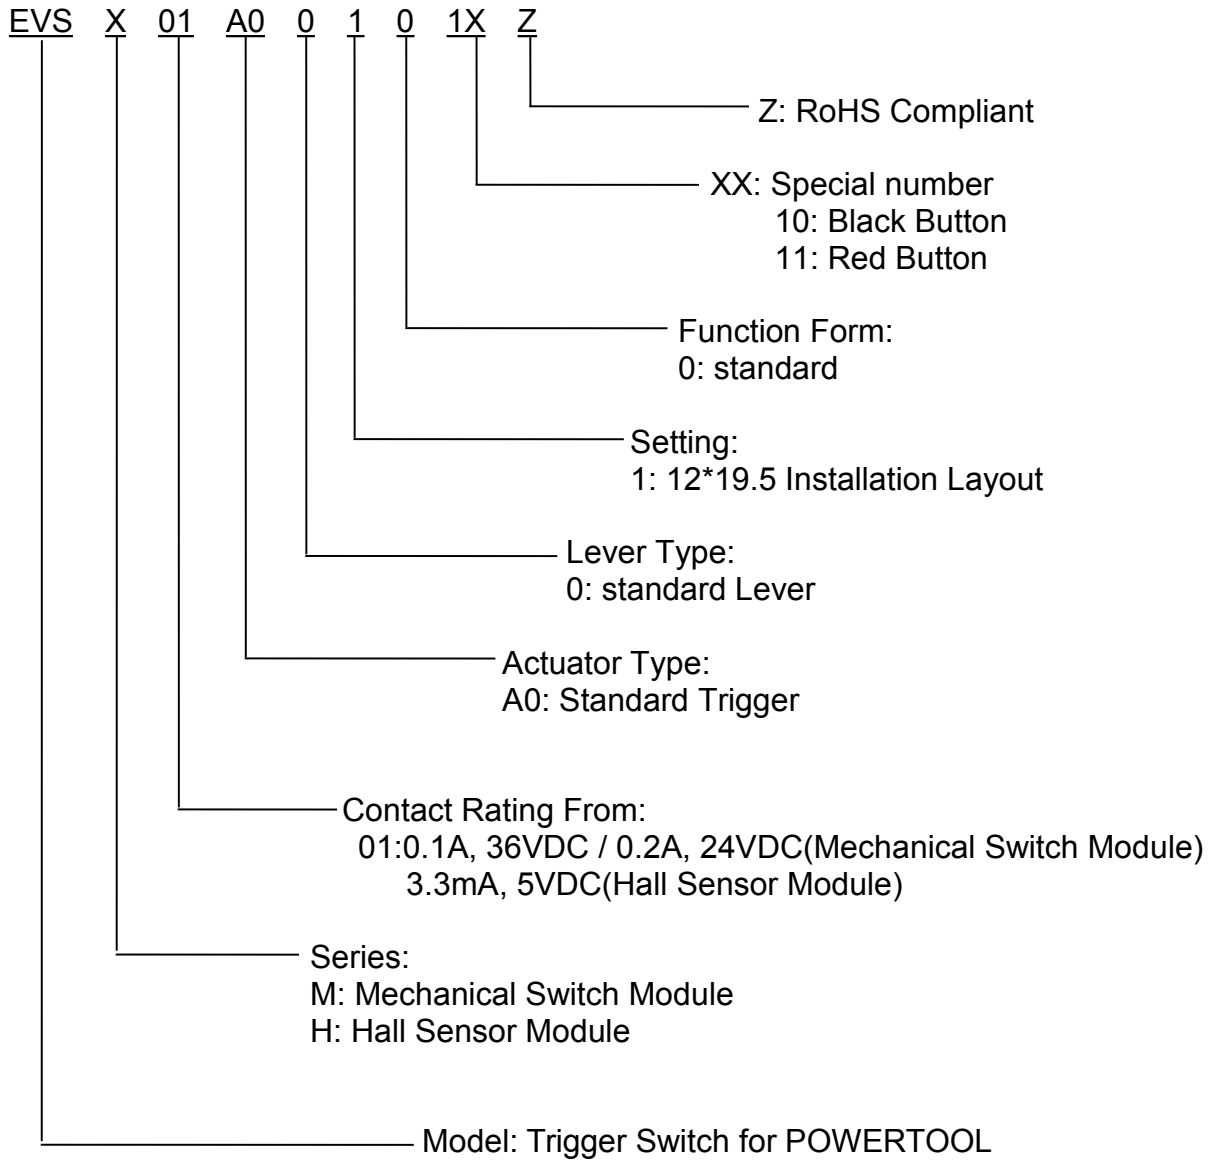 EVS X 01 A0 0 1 0 1X Z
Z: RoHS Compliant
XX: Special number
10: Black Button
11: Red Button
Function Form:
0: standard
Setting:
1: 12*19.5 Installation Layout
Lever Type:
0: standard Lever
Actuator Type:
A0: Standard Trigger
Contact Rating From:
01:0.1A, 36VDC / 0.2A, 24VDC(Mechanical Switch Module)
3.3mA, 5VDC(Hall Sensor Module)
Series:
M: Mechanical Switch Module
H: Hall Sensor Module
Model: Trigger Switch for POWERTOOL